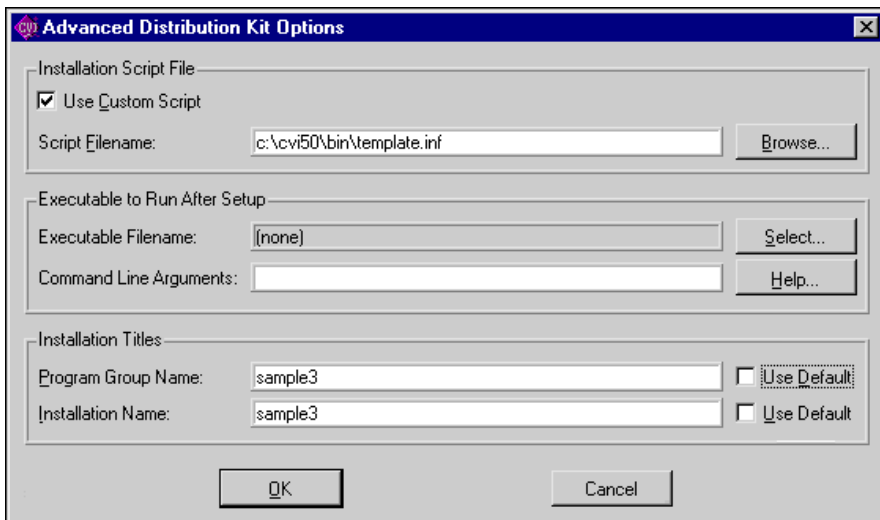 CVI Advanced Distribution Kit Options
Installation Script File
Use Custom Script
Script Filename: c:\cvi50\bin\template.inf Browse...
Executable to Run After Setup
Executable Filename: (none) Select...
Command Line Arguments: Help...
Installation Titles
Program Group Name: sample3 Use Default
Installation Name: sample3 Use Default
OK Cancel